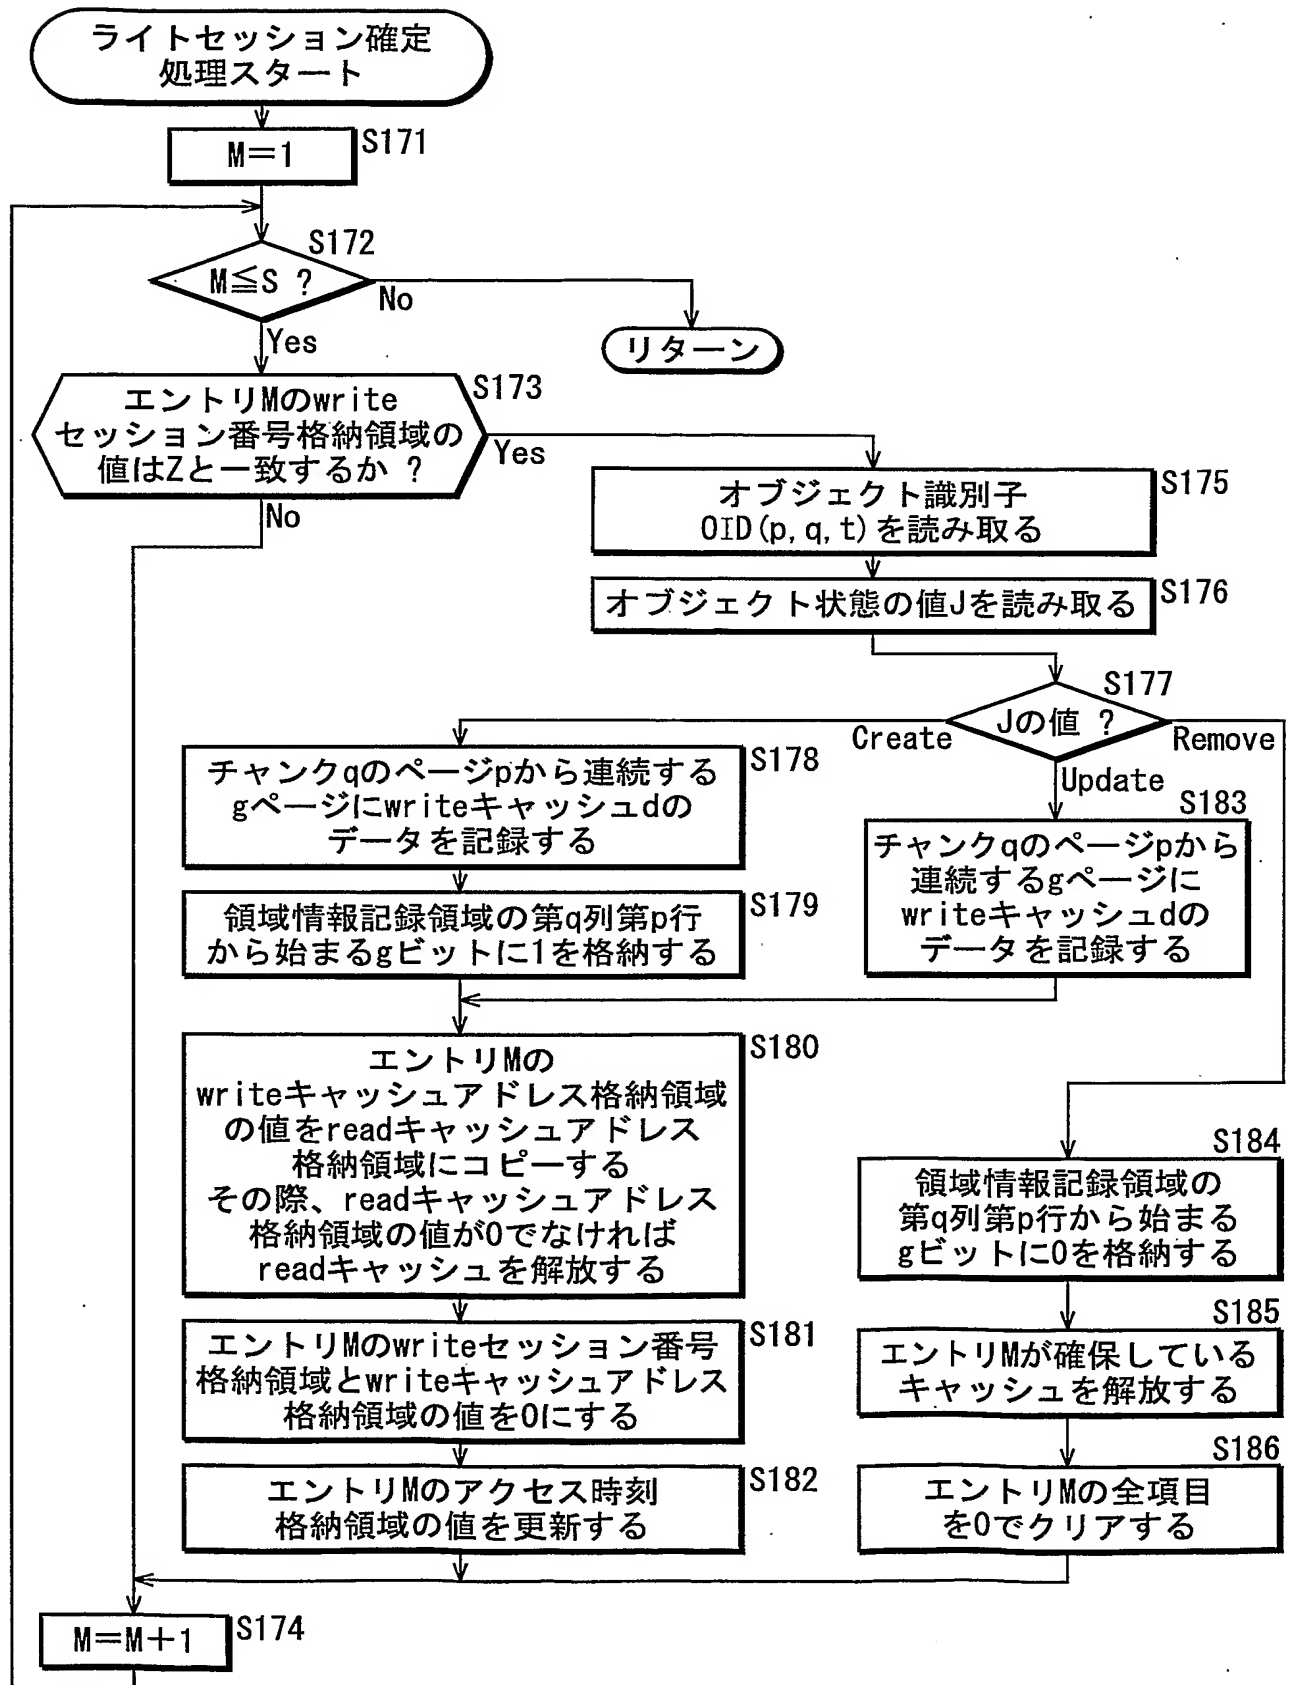 ライトセッション確定
処理スタート
M=1
S171
S172
M≦S ?
No
Yes
リターン
エントリMのwrite
セッション番号格納領域の
値はZと一致するか ?
S173
Yes
No
オブジェクト識別子
OID(p,q,t)を読み取る
S175
オブジェクト状態の値Jを読み取る
S176
S177
Jの値 ?
Create
Update
Remove
チャンクqのページpから連続する
gページにwriteキャッシュdの
データを記録する
S178
領域情報記録領域の第q列第p行
から始まるgビットに1を格納する
S179
S183
チャンクqのページpから
連続するgページに
writeキャッシュdの
データを記録する
エントリMの
writeキャッシュアドレス格納領域
の値をreadキャッシュアドレス
格納領域にコピーする
その際、readキャッシュアドレス
格納領域の値が0でなければ
readキャッシュを解放する
S180
エントリMのwriteセッション番号
格納領域とwriteキャッシュアドレス
格納領域の値を0にする
S181
エントリMのアクセス時刻
格納領域の値を更新する
S182
S184
領域情報記録領域の
第q列第p行から始まる
gビットに0を格納する
S185
エントリMが確保している
キャッシュを解放する
S186
エントリMの全項目
を0でクリアする
M=M+1
S174